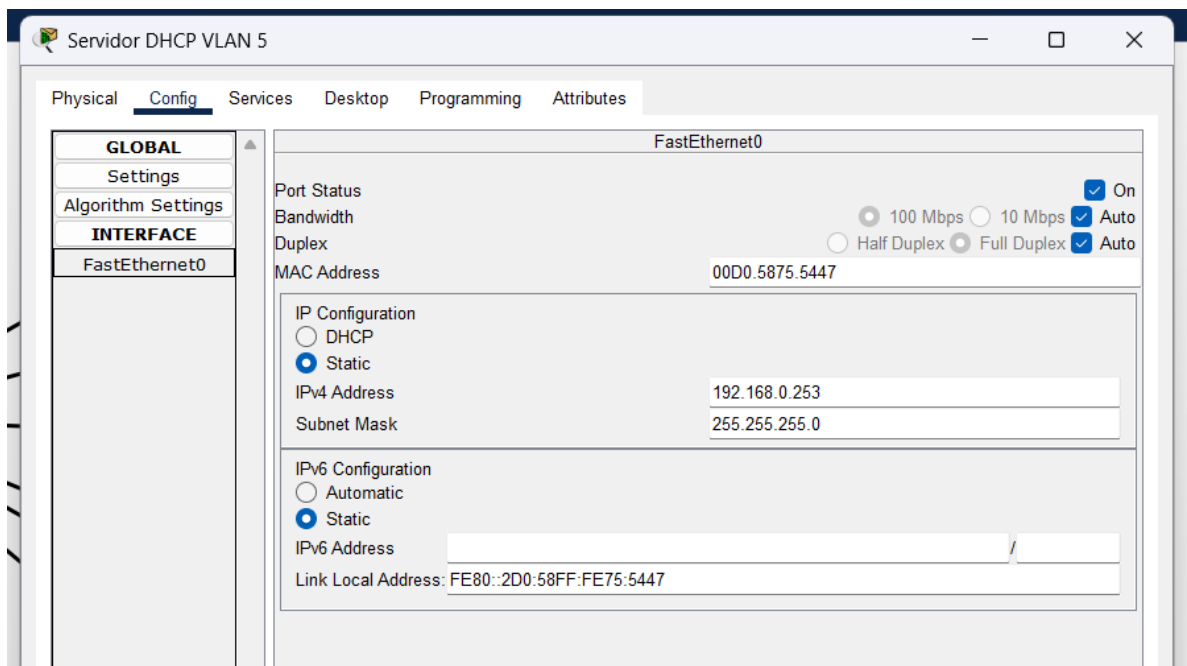 Servidor DHCP VLAN 5
Physical Config Services Desktop Programming Attributes
GLOBAL
Settings
Algorithm Settings
INTERFACE
FastEthernet0
FastEthernet0
Port Status On
Bandwidth 100 Mbps 10 Mbps Auto
Duplex Half Duplex Full Duplex Auto
MAC Address 00D0.5875.5447
IP Configuration
DHCP
Static
IPv4 Address 192.168.0.253
Subnet Mask 255.255.255.0
IPv6 Configuration
Automatic
Static
IPv6 Address /
Link Local Address: FE80::2D0:58FF:FE75:5447